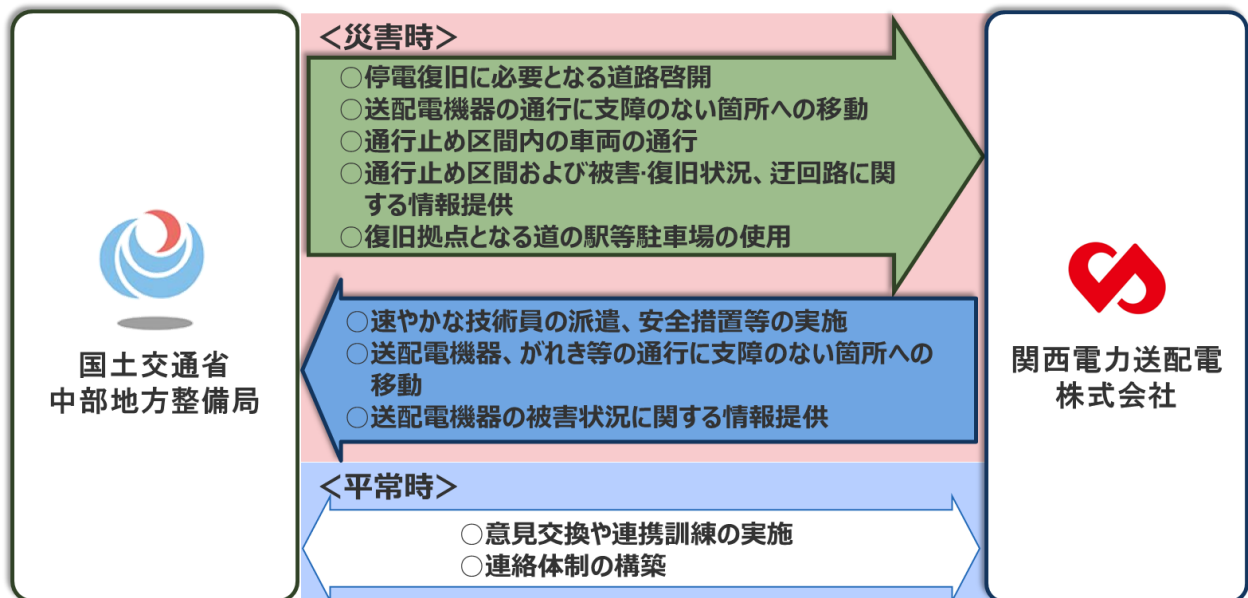 <災害時>
○停電復旧に必要となる道路啓開
○送配電機器の通行に支障のない箇所への移動
○通行止め区間内の車両の通行
○通行止め区間および被害・復旧状況、迂回路に関
する情報提供
○復旧拠点となる道の駅等駐車場の使用
○速やかな技術員の派遣、安全措置等の実施
○送配電機器、がれき等の通行に支障のない箇所への
移動
○送配電機器の被害状況に関する情報提供
国土交通省
中部地方整備局
関西電力送配電
株式会社
<平常時>
○意見交換や連携訓練の実施
○連絡体制の構築